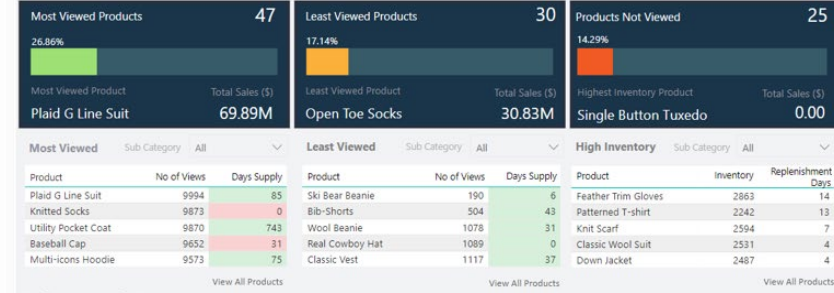 Most Viewed Products 47
26.86%
Most Viewed Product Total Sales ($)
Plaid G Line Suit 69.89M
Least Viewed Products 30
17.14%
Least Viewed Product Total Sales ($)
Open Toe Socks 30.83M
Products Not Viewed 25
14.29%
Highest Inventory Product Total Sales ($)
Single Button Tuxedo 0.00
Most Viewed Sub Category All
Product No of Views Days Supply
Plaid G Line Suit 9994 85
Knitted Socks 9873 0
Utility Pocket Coat 9870 743
Baseball Cap 9652 31
Multi-icons Hoodie 9573 75
View All Products
Least Viewed Sub Category All
Product No of Views Days Supply
Ski Bear Beanie 190 6
Bib-Shorts 504 43
Wool Beanie 1078 31
Real Cowboy Hat 1089 0
Classic Vest 1117 37
View All Products
High Inventory Sub Category All
Product Inventory Replenishment Days
Feather Trim Gloves 2863 14
Patterned T-shirt 2242 13
Knit Scarf 2594 7
Classic Wool Suit 2531 4
Down Jacket 2487 4
View All Products